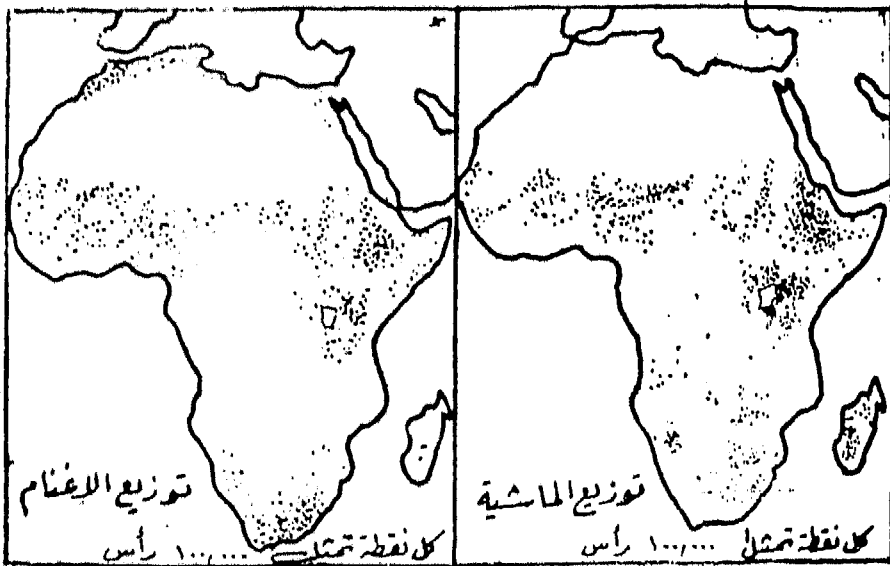 توزيع الماشية
كل نقطة تمثل ١٠٠,٠٠٠ رأس
توزيع الاغنام
كل نقطة تمثل ١٠٠,٠٠٠ رأس